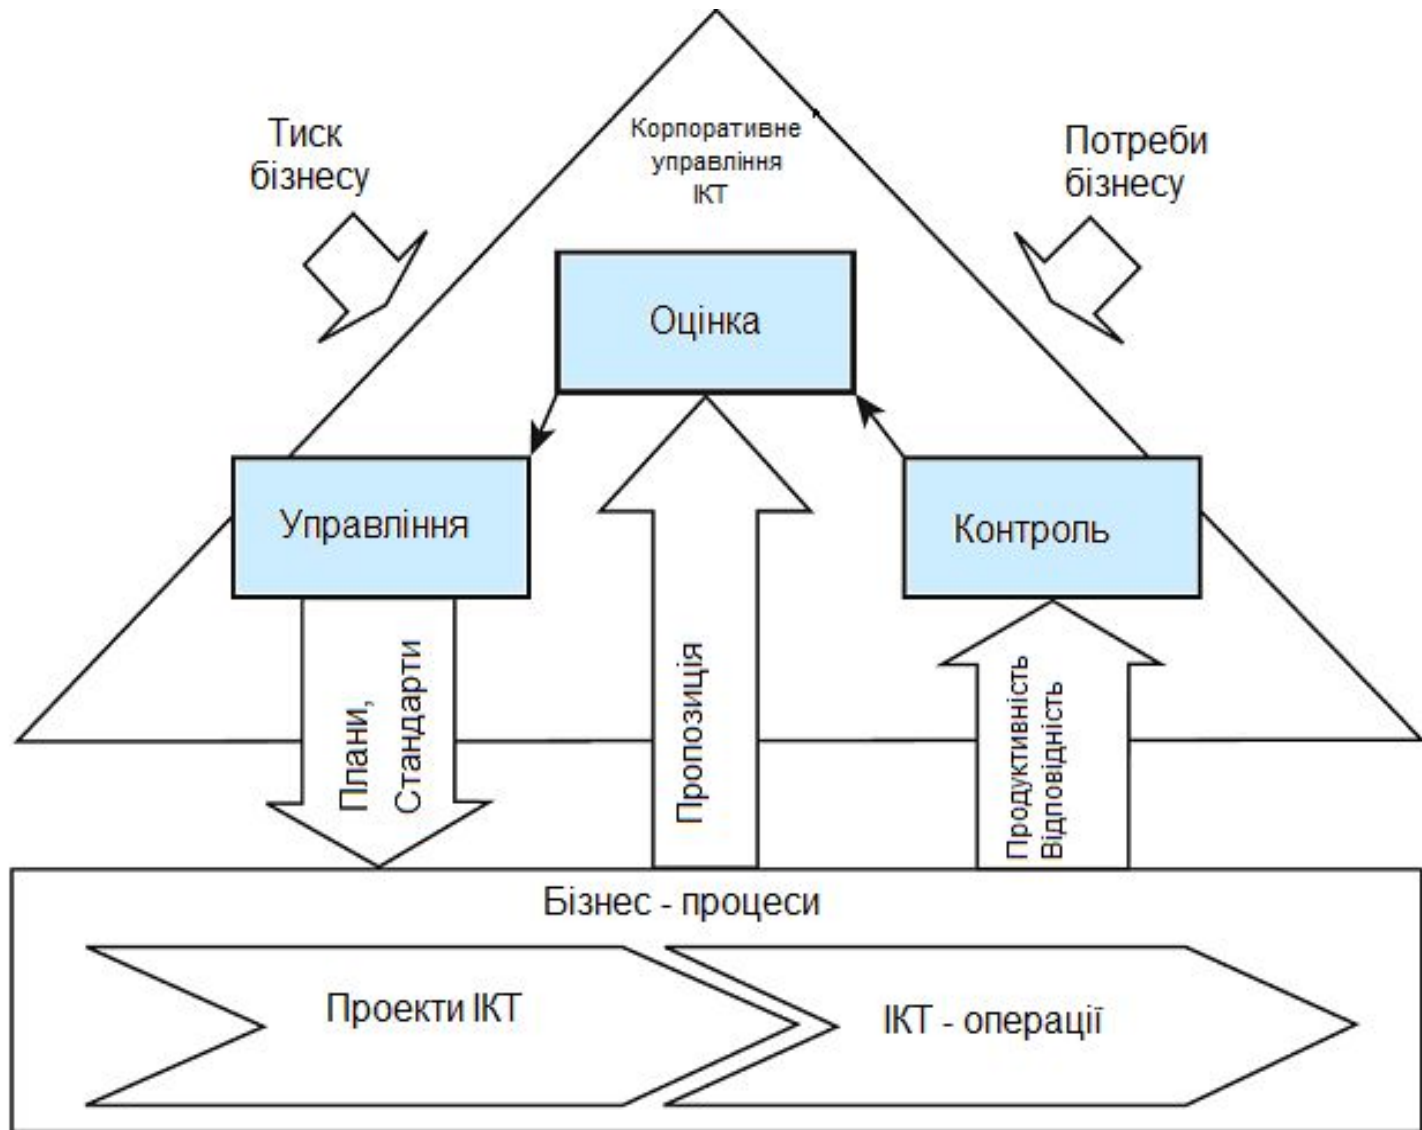 Корпоративне
управління
ІКТ
Тиск
бізнесу
Потреби
бізнесу
Оцінка
Управління
Контроль
Плани,
Стандарти
Пропозиція
Продуктивність
Відповідність
Бізнес - процеси
Проекти ІКТ
ІКТ - операції